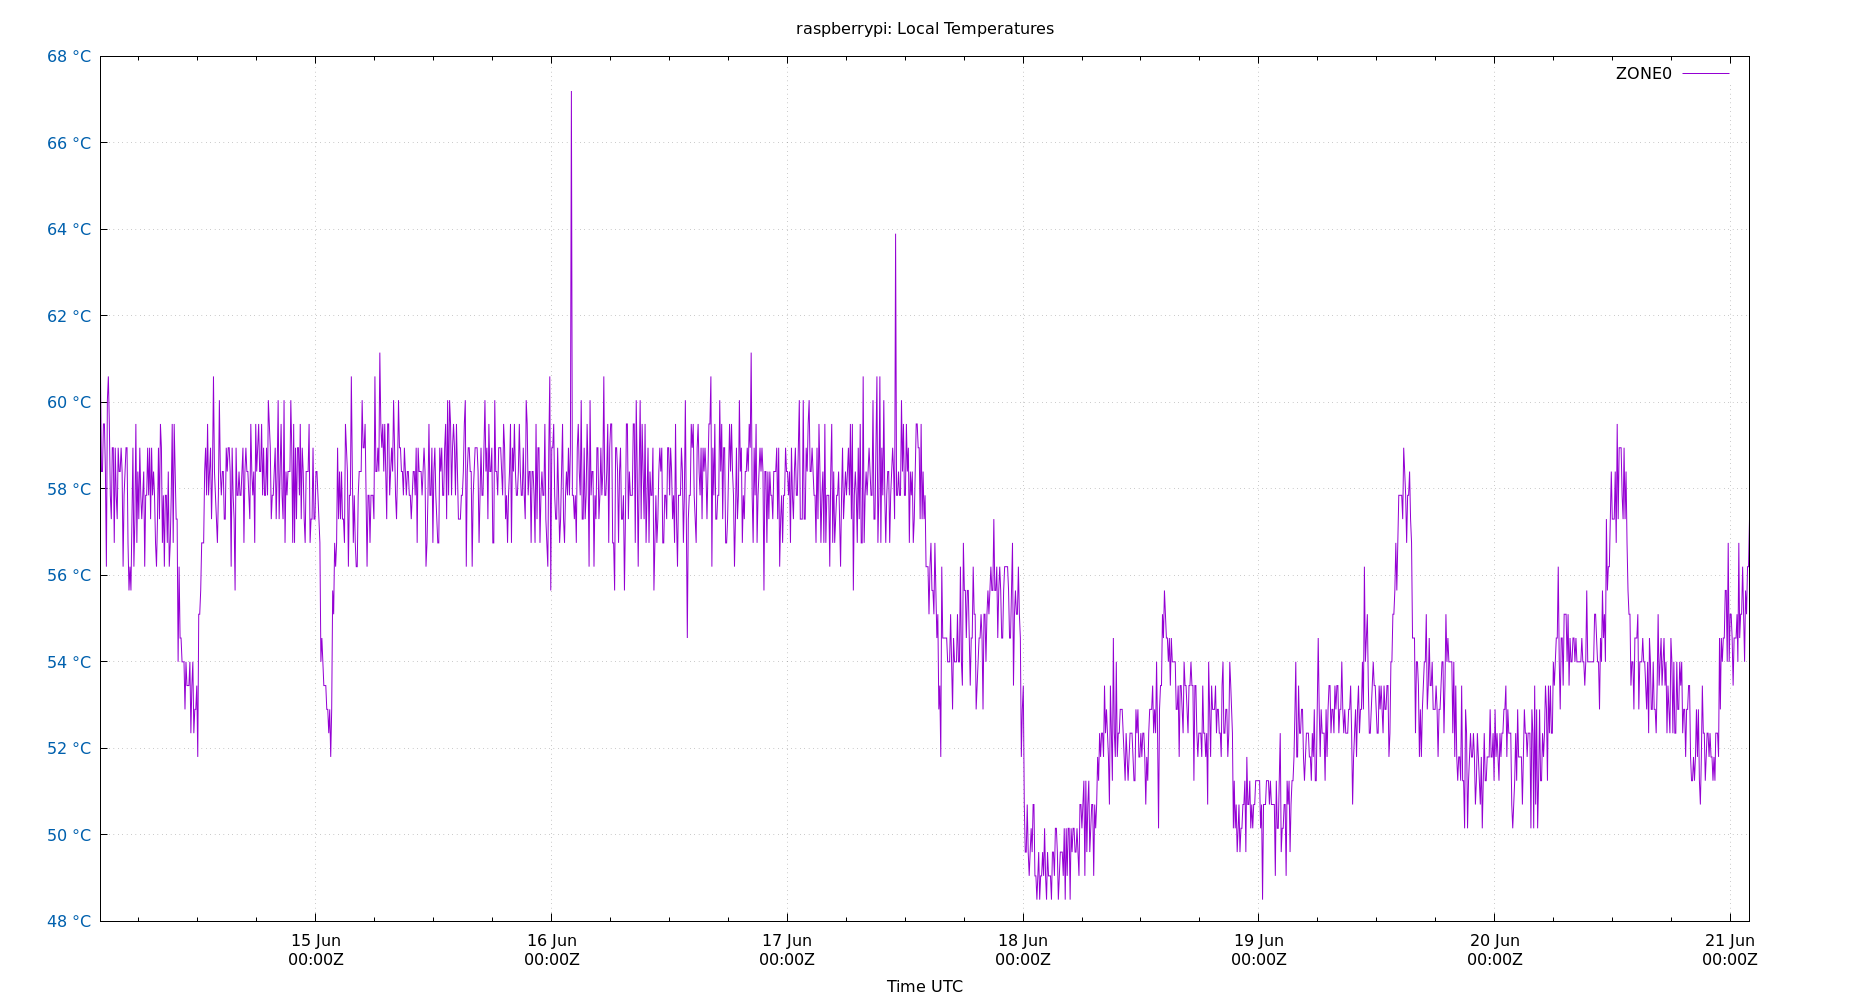 raspberrypi: Local Temperatures
68 °C
ZONE0
66 °C
64 °C
62 °C
60 °C
58 °C
56 °C
54 °C
52 °C
50 °C
48 °C
15 Jun 16 Jun 17 Jun 18 Jun 19 Jun 20 Jun 21 Jun
00:00Z 00:00Z 00:00Z 00:00Z 00:00Z 00:00Z 00:00Z
Time UTC